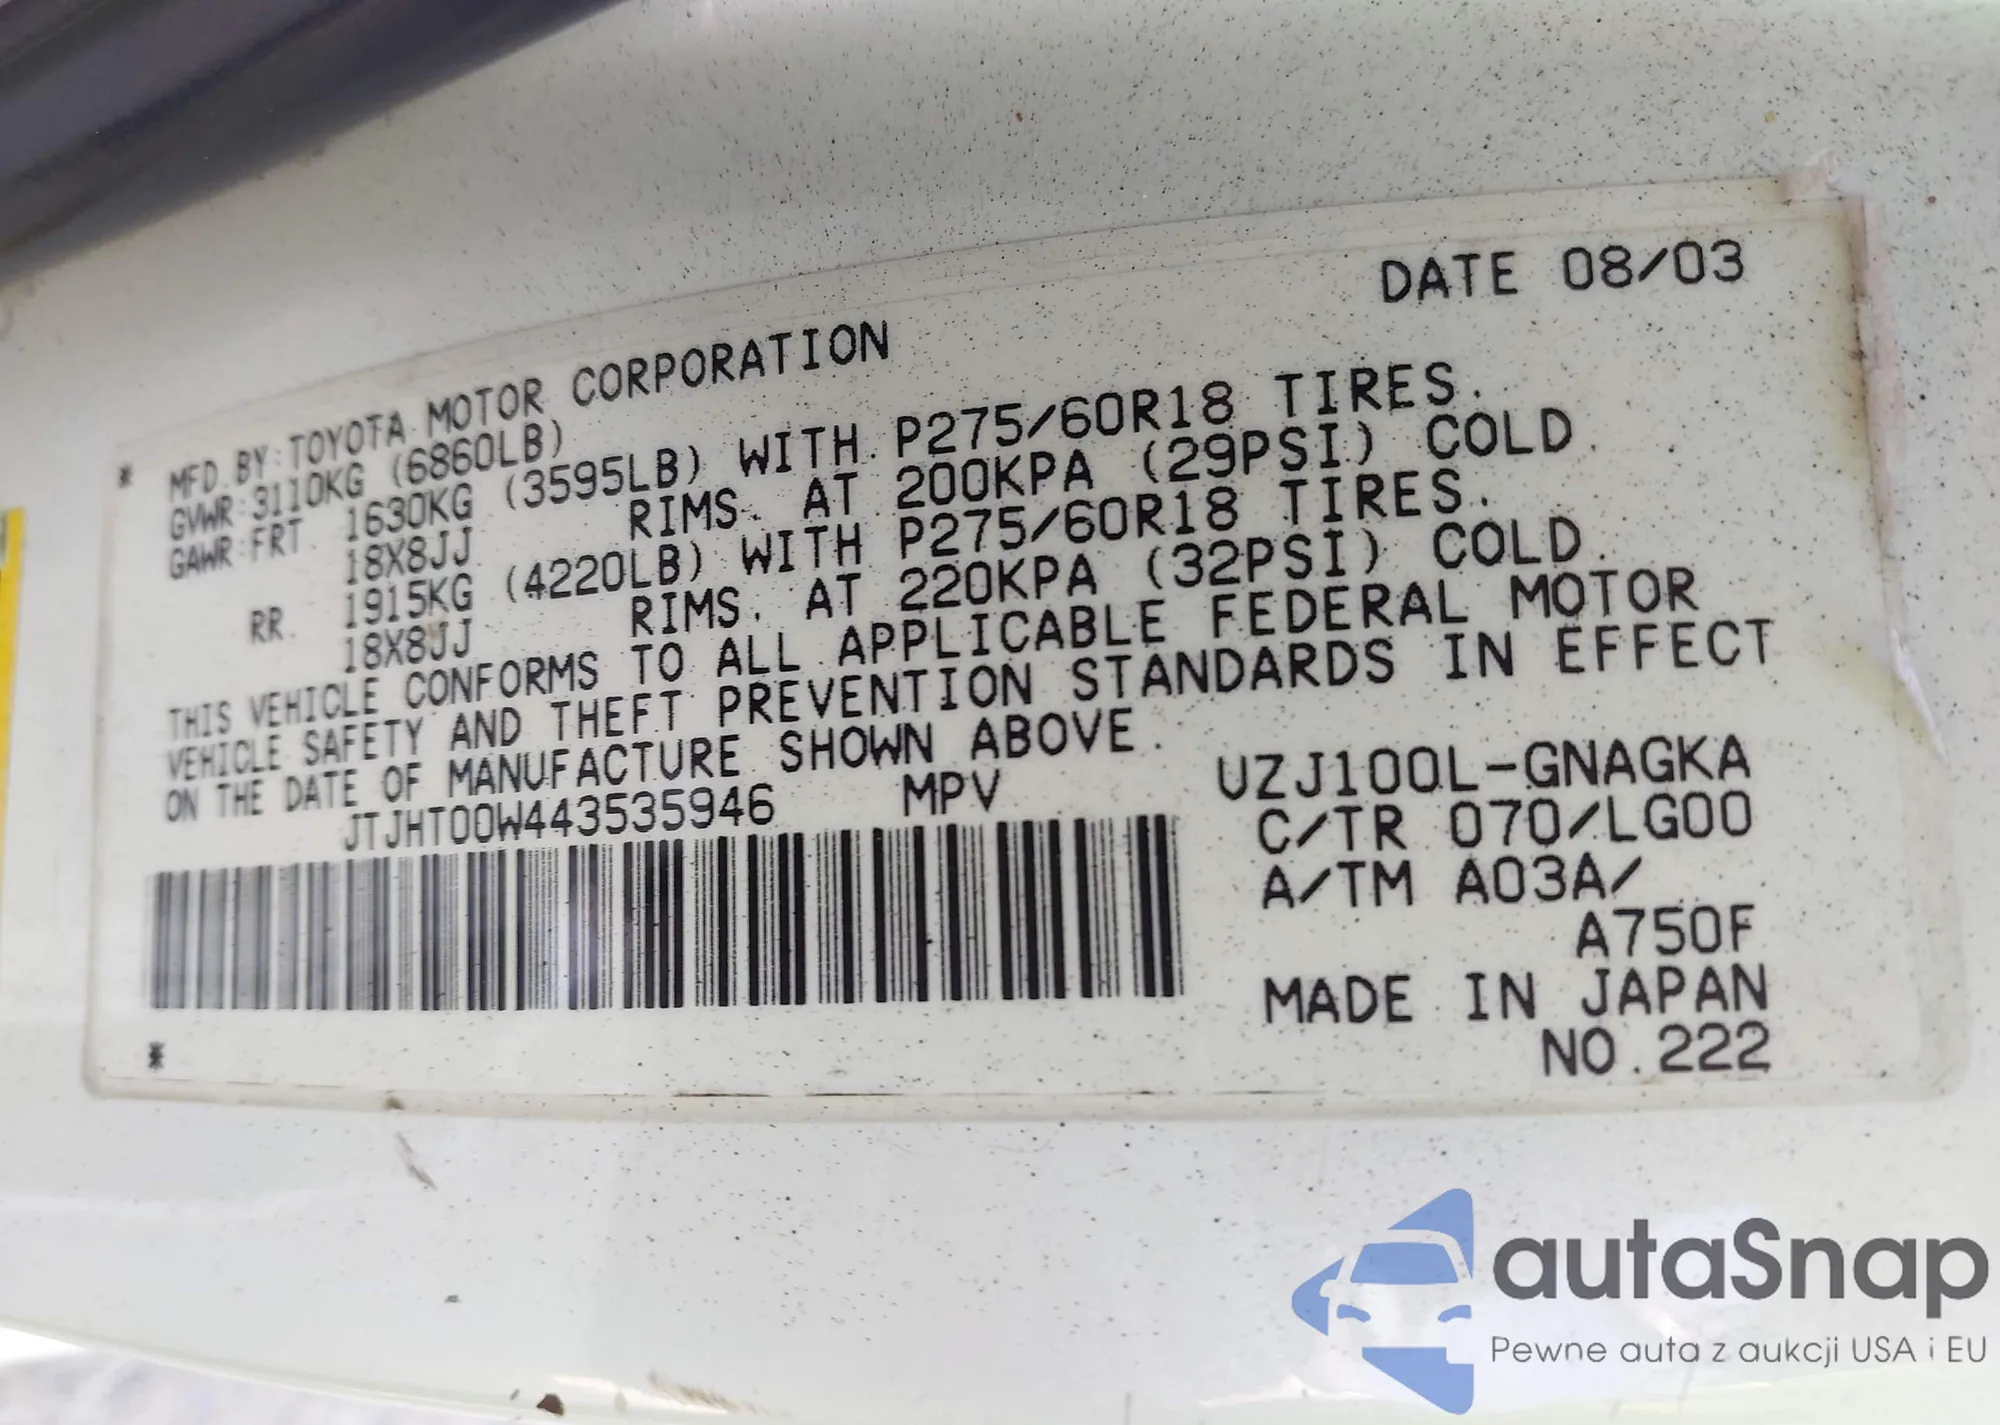 DATE 08/03
MFD. BY: TOYOTA MOTOR CORPORATION
GVWR: 3110KG (6860LB)
GAWR: FRT. 1630KG (3595LB) WITH P275/60R18 TIRES.
18X8JJ RIMS. AT 200KPA (29PSI) COLD.
RR. 1915KG (4220LB) WITH P275/60R18 TIRES.
18X8JJ RIMS. AT 220KPA (32PSI) COLD.
THIS VEHICLE CONFORMS TO ALL APPLICABLE FEDERAL MOTOR
VEHICLE SAFETY AND THEFT PREVENTION STANDARDS IN EFFECT
ON THE DATE OF MANUFACTURE SHOWN ABOVE.
JTJHT00W443535946 MPV
UZJ100L-GNAGKA
C/TR 070/LG00
A/TM A03A/
A750F
MADE IN JAPAN
NO.222
autaSnap
Pewne auta z aukcji USA i EU